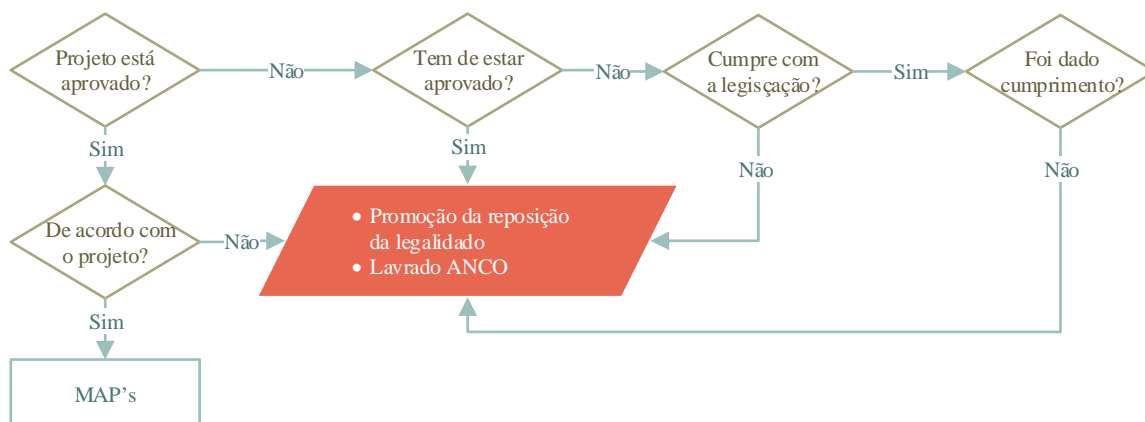 Projeto está
aprovado?
Não
Tem de estar
aprovado?
Não
Cumpre com
a legisçação?
Sim
Foi dado
cumprimento?
Sim
Sim
Não
Não
De acordo com
o projeto?
Não
• Promoção da reposição
da legalidado
• Lavrado ANCO
Sim
MAP's